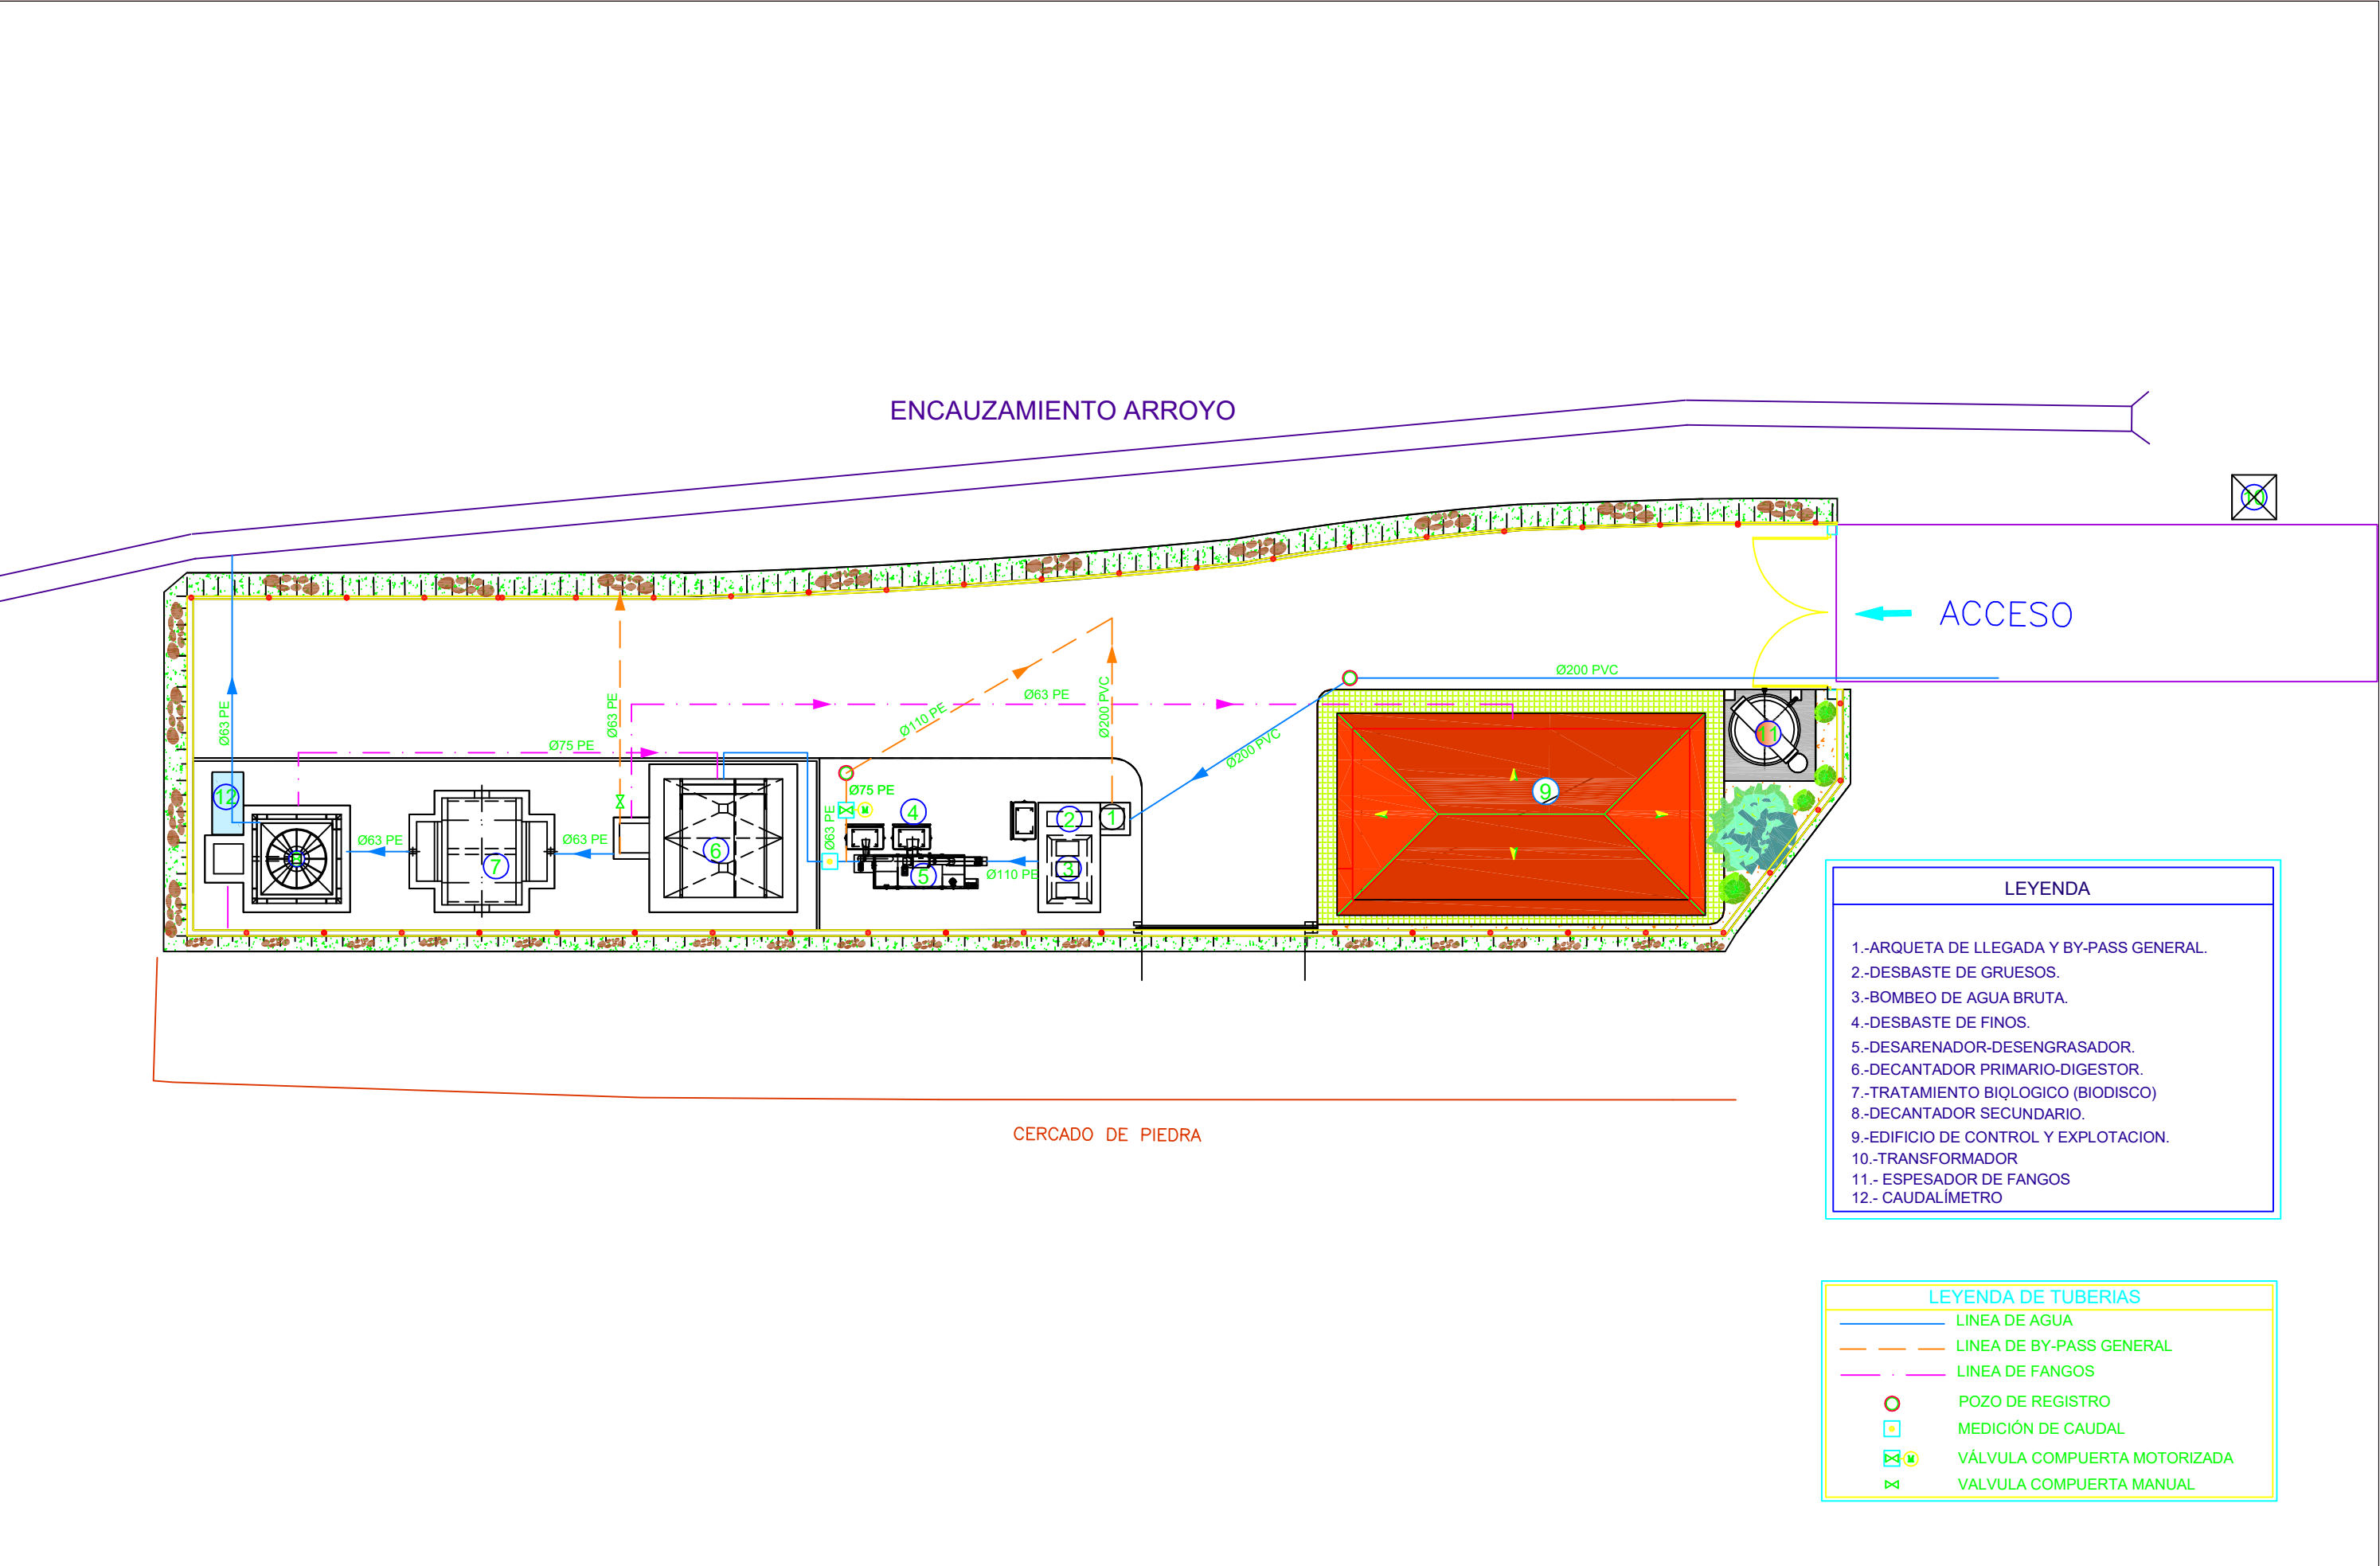 ENCAUZAMIENTO ARROYO
10
ACCESO
Ø200 PVC
Ø63 PE
Ø63 PE
Ø63 PE
Ø110 PE
Ø200 PVC
Ø200 PVC
Ø75 PE
Ø75 PE
M
Ø63 PE
Ø63 PE
Ø63 PE
Ø110 PE
12
8
7
6
4
5
2
3
1
9
11
LEYENDA
1.-ARQUETA DE LLEGADA Y BY-PASS GENERAL.
2.-DESBASTE DE GRUESOS.
3.-BOMBEO DE AGUA BRUTA.
4.-DESBASTE DE FINOS.
5.-DESARENADOR-DESENGRASADOR.
6.-DECANTADOR PRIMARIO-DIGESTOR.
7.-TRATAMIENTO BIOLOGICO (BIODISCO)
8.-DECANTADOR SECUNDARIO.
9.-EDIFICIO DE CONTROL Y EXPLOTACION.
10.-TRANSFORMADOR
11.- ESPESADOR DE FANGOS
12.- CAUDALÍMETRO
CERCADO DE PIEDRA
LEYENDA DE TUBERIAS
LINEA DE AGUA
LINEA DE BY-PASS GENERAL
LINEA DE FANGOS
POZO DE REGISTRO
MEDICIÓN DE CAUDAL
M
VÁLVULA COMPUERTA MOTORIZADA
VALVULA COMPUERTA MANUAL